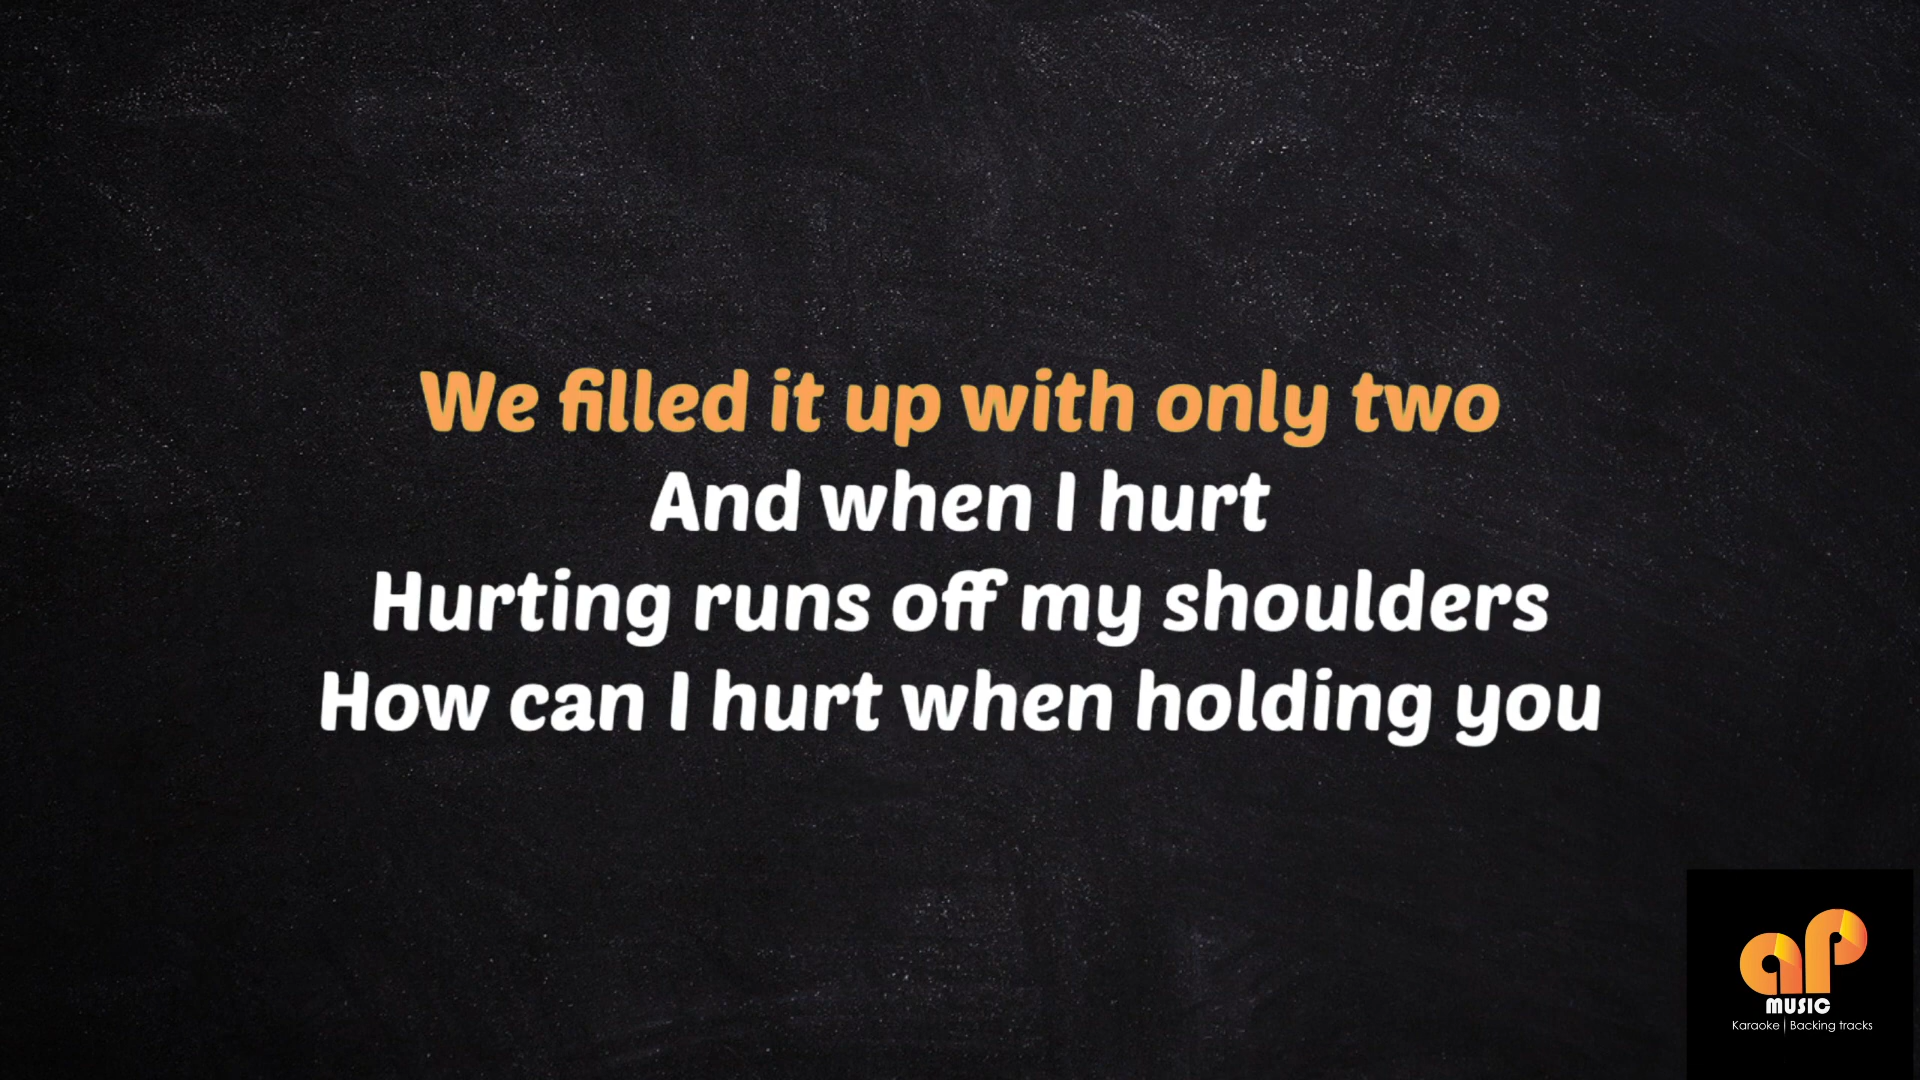 We filled it up with only two
And when I hurt
Hurting runs off my shoulders
How can I hurt when holding you
aP
MUSIC
Karaoke | Backing tracks